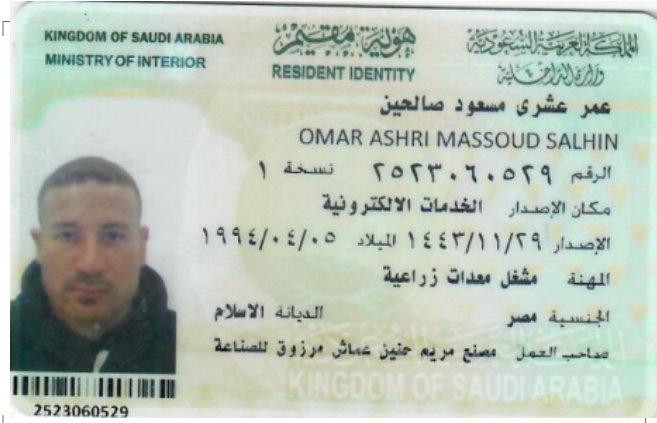 KINGDOM OF SAUDI ARABIA
MINISTRY OF INTERIOR
هوية مقيم
RESIDENT IDENTITY
المملكة العربية السعودية
وزارة الداخلية
عمر عشرى مسعود صالحين
OMAR ASHRI MASSOUD SALHIN
الرقم ٢٥٢٣٠٦٠٥٢٩ نسخة ١
مكان الإصدار الخدمات الالكترونية
الإصدار ١٤٤٣/١١/٢٩ الميلاد ١٩٩٤/٠٤/٠٥
المهنة مشغل معدات زراعية
الجنسية مصر الديانة الاسلام
صاحب العمل مصنع مريم حنين عماش مرزوق للصناعة
KINGDOM OF SAUDI ARABIA
2523060529